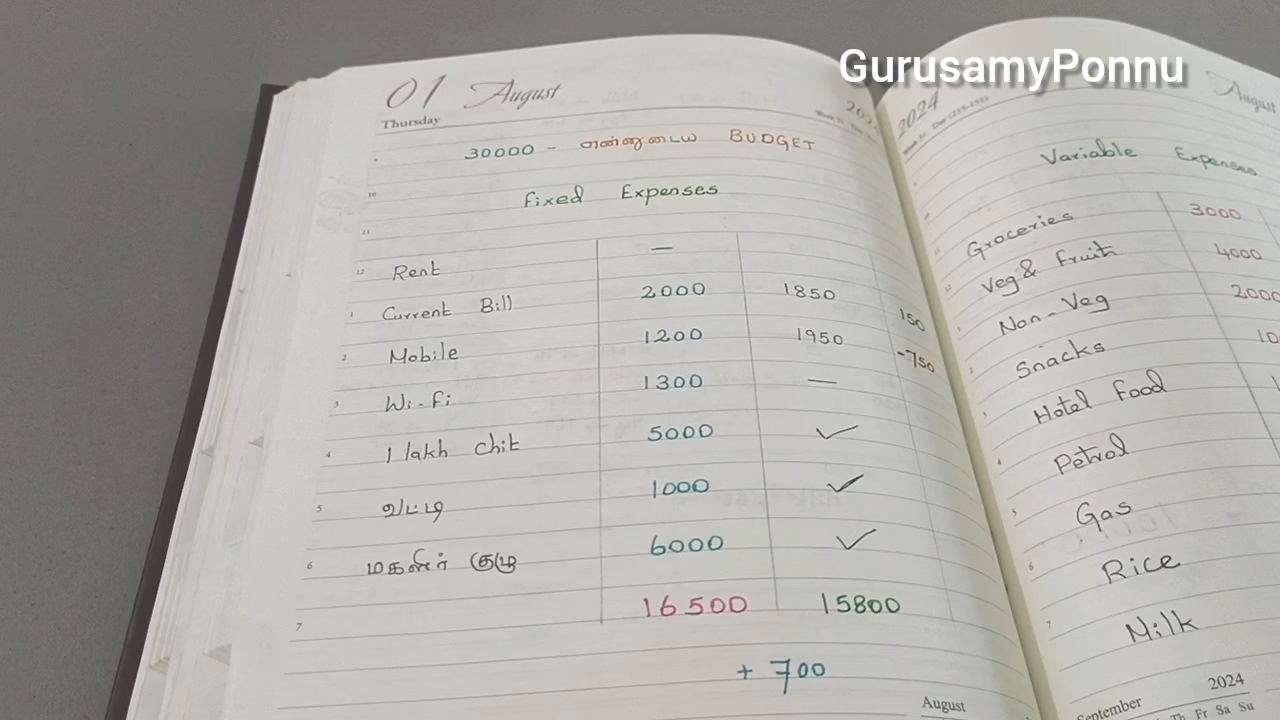 GurusamyPonnu
01 August
Thursday
30000 - என்னுடைய BUDGET
Fixed Expenses
Rent —
Current Bill 2000 1850 150
Mobile 1200 1950 -750
Wi-Fi 1300 —
1 lakh chit 5000 ✓
வட்டி 1000 ✓
மகளிர் குழு 6000 ✓
16500 15800
+ 700
August
2024 August
Variable Expenses
Groceries 3000
Veg & Fruit 4000
Non-Veg 2000
Snacks 10
Hotel Food
Petrol
Gas
Rice
Milk
September 2024
Th Fr Sa Su